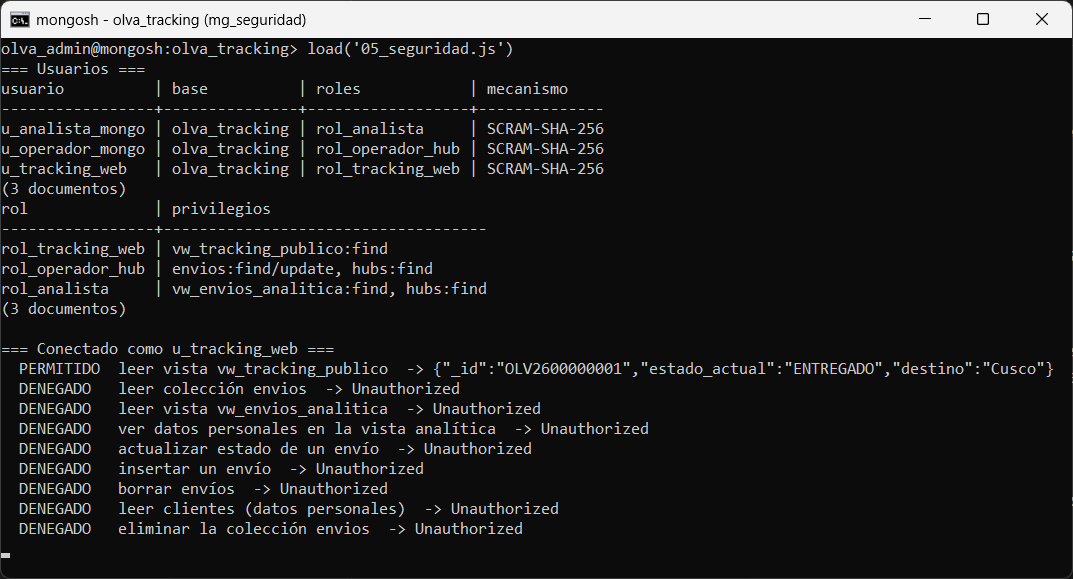 mongosh - olva_tracking (mg_seguridad)
olva_admin@mongosh:olva_tracking> load('05_seguridad.js')
=== Usuarios ===
usuario          | base          | roles            | mecanismo
-----------------+---------------+------------------+--------------
u_analista_mongo | olva_tracking | rol_analista     | SCRAM-SHA-256
u_operador_mongo | olva_tracking | rol_operador_hub | SCRAM-SHA-256
u_tracking_web   | olva_tracking | rol_tracking_web | SCRAM-SHA-256
(3 documentos)
rol              | privilegios
-----------------+------------------------------------
rol_tracking_web | vw_tracking_publico:find
rol_operador_hub | envios:find/update, hubs:find
rol_analista     | vw_envios_analitica:find, hubs:find
(3 documentos)
=== Conectado como u_tracking_web ===
  PERMITIDO  leer vista vw_tracking_publico  -> {"_id":"OLV2600000001","estado_actual":"ENTREGADO","destino":"Cusco"}
  DENEGADO   leer colección envios  -> Unauthorized
  DENEGADO   leer vista vw_envios_analitica  -> Unauthorized
  DENEGADO   ver datos personales en la vista analítica  -> Unauthorized
  DENEGADO   actualizar estado de un envío  -> Unauthorized
  DENEGADO   insertar un envío  -> Unauthorized
  DENEGADO   borrar envíos  -> Unauthorized
  DENEGADO   leer clientes (datos personales)  -> Unauthorized
  DENEGADO   eliminar la colección envios  -> Unauthorized